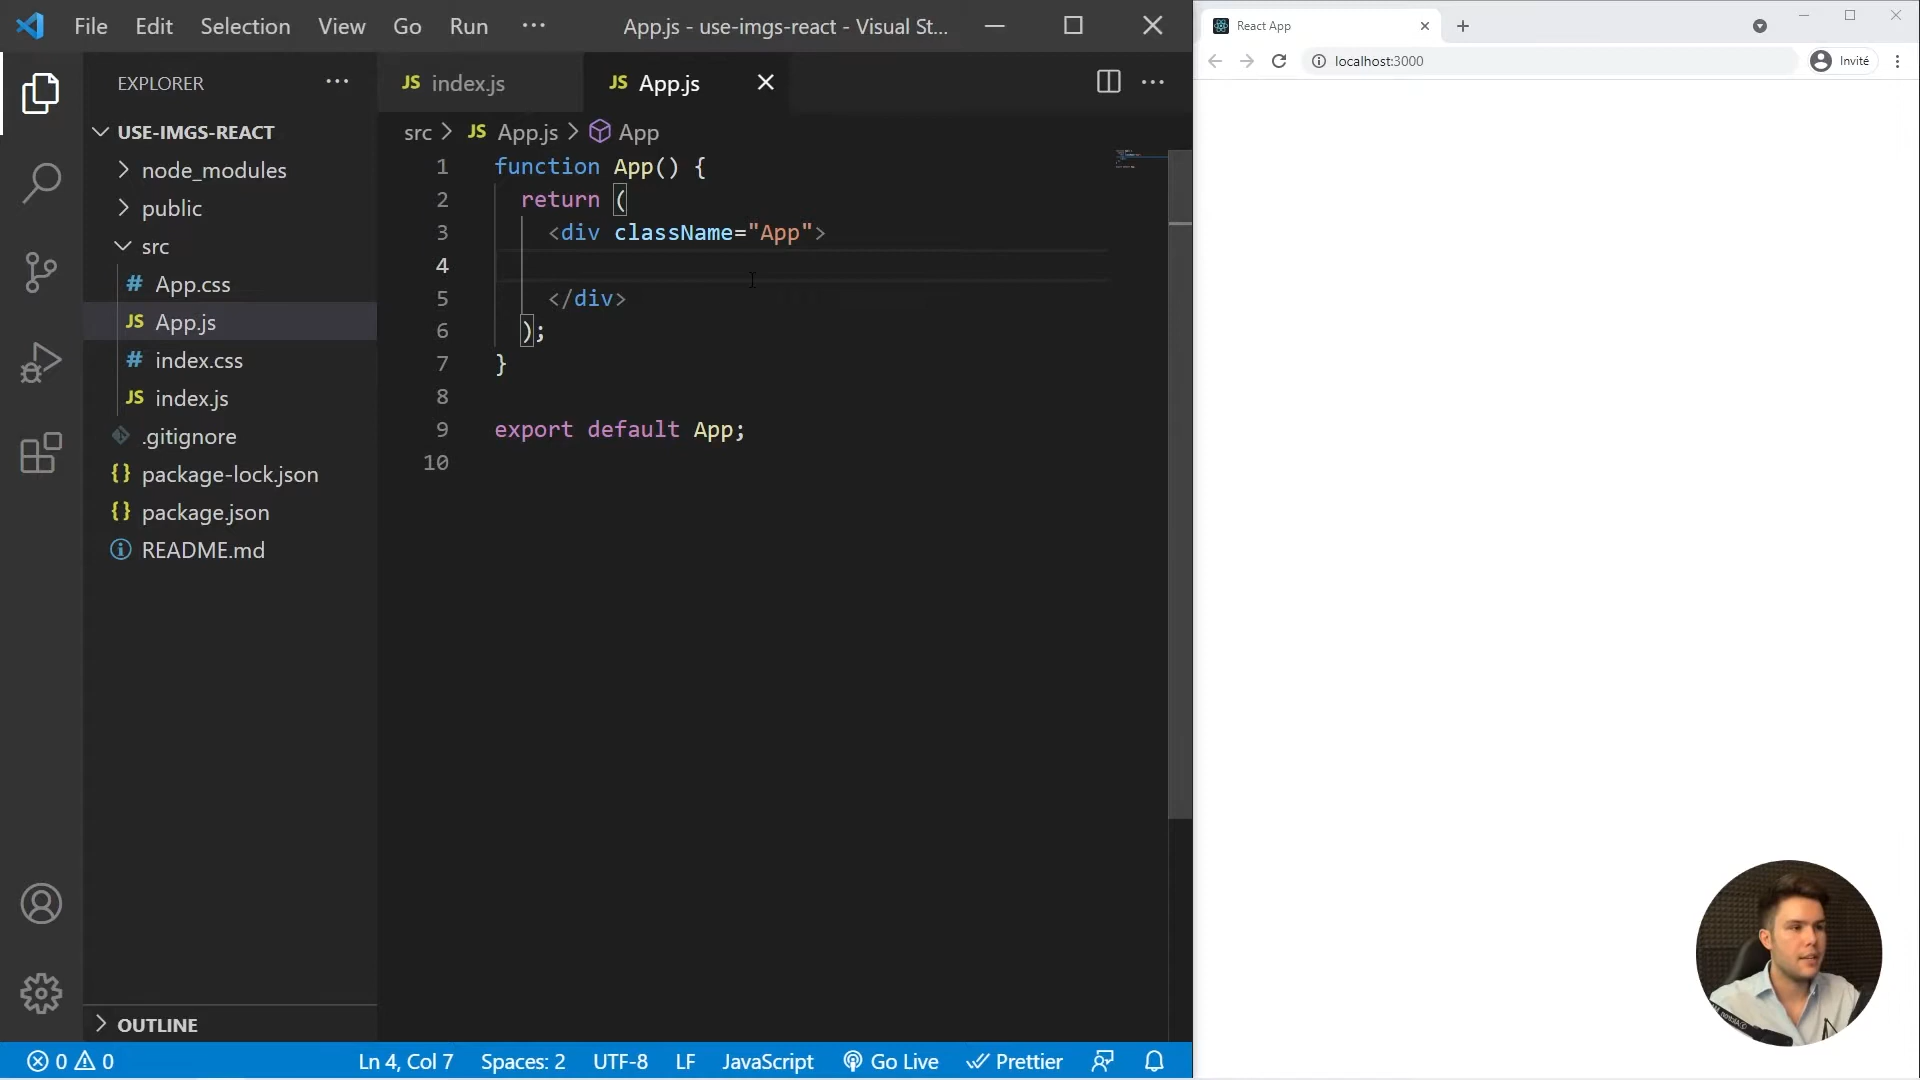 File Edit Selection View Go Run ··· App.js - use-imgs-react - Visual St...
EXPLORER ···
USE-IMGS-REACT
node_modules
public
src
# App.css
JS App.js
# index.css
JS index.js
.gitignore
{} package-lock.json
{} package.json
README.md
OUTLINE
JS index.js JS App.js
src > JS App.js > App
1 function App() {
2 return (
3 <div className="App">
4
5 </div>
6 );
7 }
8
9 export default App;
10
0 0 Ln 4, Col 7 Spaces: 2 UTF-8 LF JavaScript Go Live Prettier
React App
localhost:3000 Invité